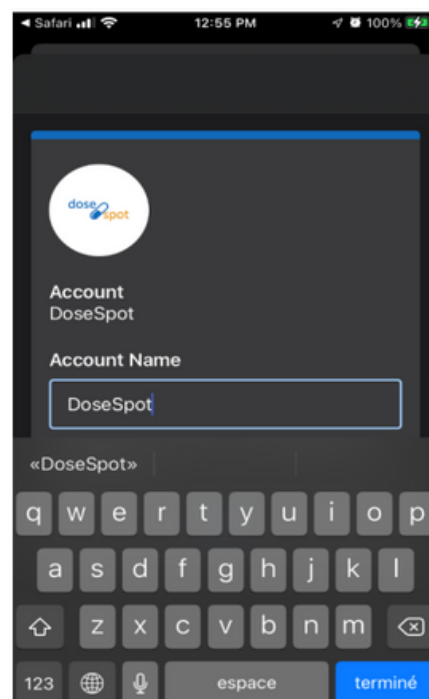 ◄ Safari 12:55 PM 100%
dose
spot
Account
DoseSpot
Account Name
DoseSpot
«DoseSpot»
q w e r t y u i o p
a s d f g h j k l
z x c v b n m
123 espace terminé